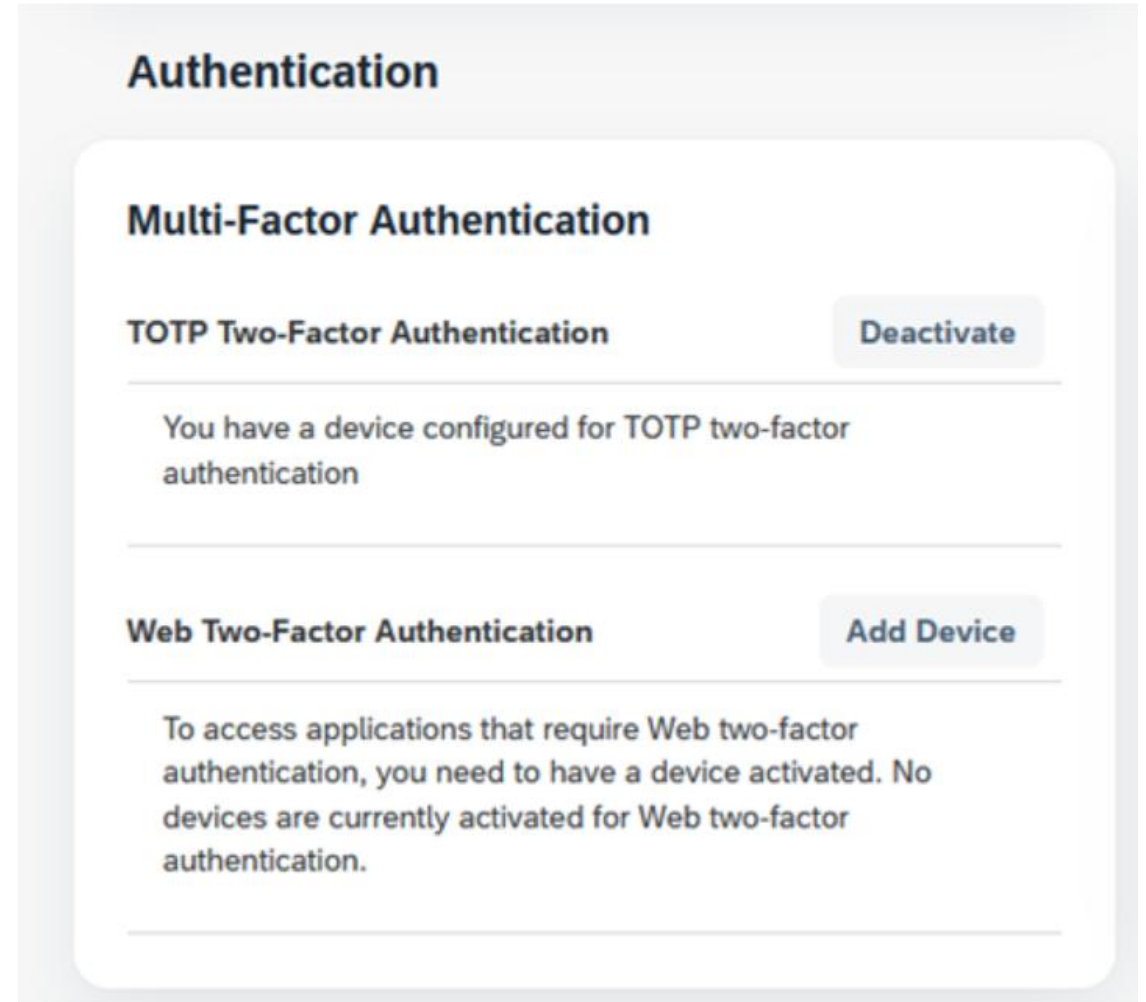 Authentication
Multi-Factor Authentication
TOTP Two-Factor Authentication
Deactivate
You have a device configured for TOTP two-factor
authentication
Web Two-Factor Authentication
Add Device
To access applications that require Web two-factor
authentication, you need to have a device activated. No
devices are currently activated for Web two-factor
authentication.